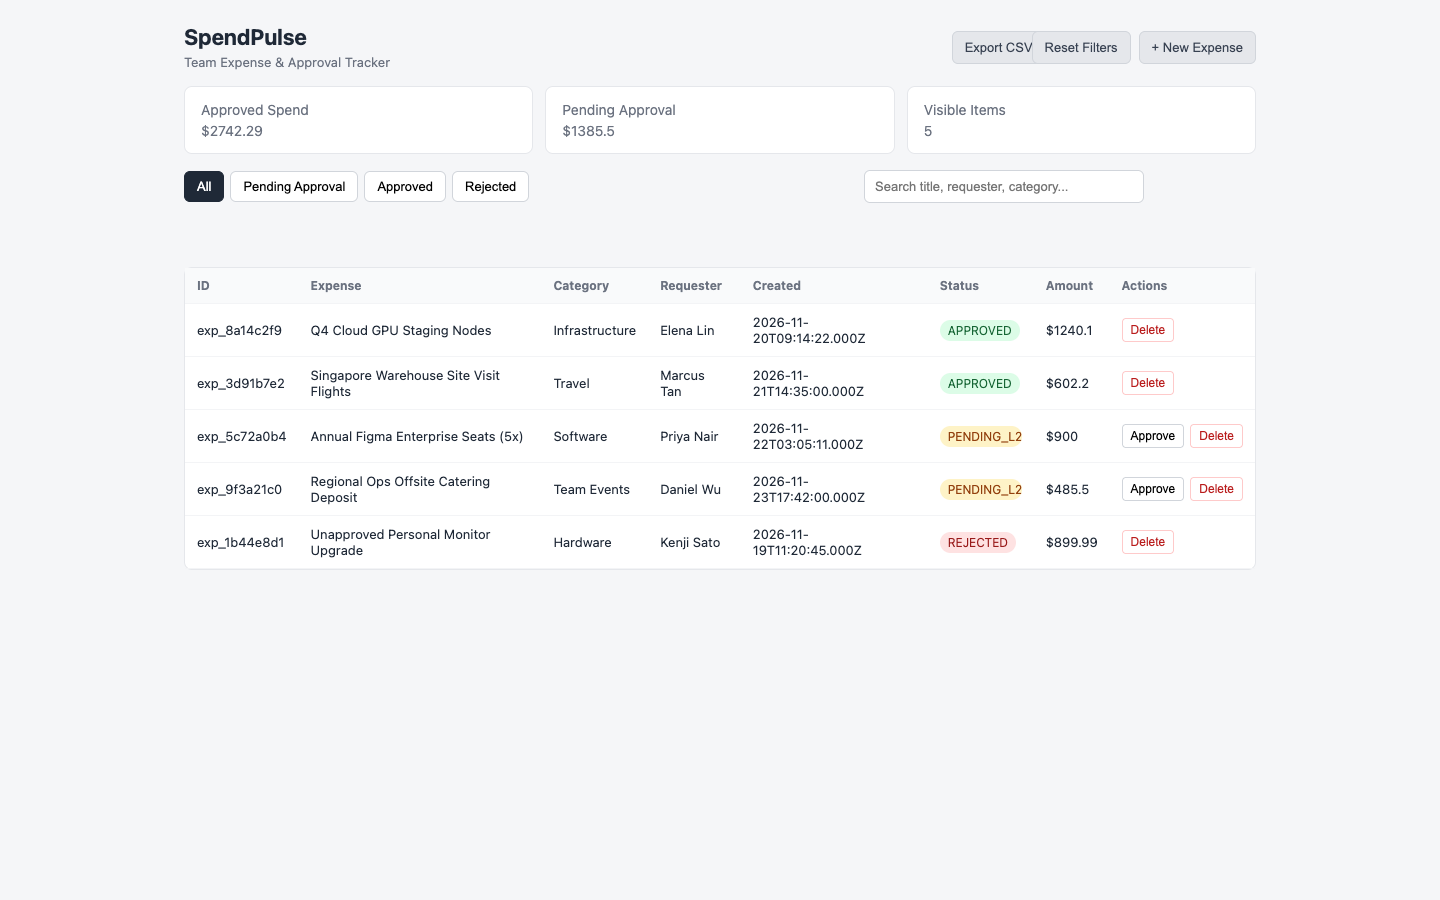 SpendPulse
Team Expense & Approval Tracker
Export CSV
Reset Filters
+ New Expense
Approved Spend
$2742.29
Pending Approval
$1385.5
Visible Items
5
All
Pending Approval
Approved
Rejected
Search title, requester, category...
ID Expense Category Requester Created Status Amount Actions
exp_8a14c2f9 Q4 Cloud GPU Staging Nodes Infrastructure Elena Lin 2026-11-
20T09:14:22.000Z APPROVED $1240.1 Delete
exp_3d91b7e2 Singapore Warehouse Site Visit
Flights Travel Marcus
Tan 2026-11-
21T14:35:00.000Z APPROVED $602.2 Delete
exp_5c72a0b4 Annual Figma Enterprise Seats (5x) Software Priya Nair 2026-11-
22T03:05:11.000Z PENDING_L2 $900 Approve Delete
exp_9f3a21c0 Regional Ops Offsite Catering
Deposit Team Events Daniel Wu 2026-11-
23T17:42:00.000Z PENDING_L2 $485.5 Approve Delete
exp_1b44e8d1 Unapproved Personal Monitor
Upgrade Hardware Kenji Sato 2026-11-
19T11:20:45.000Z REJECTED $899.99 Delete